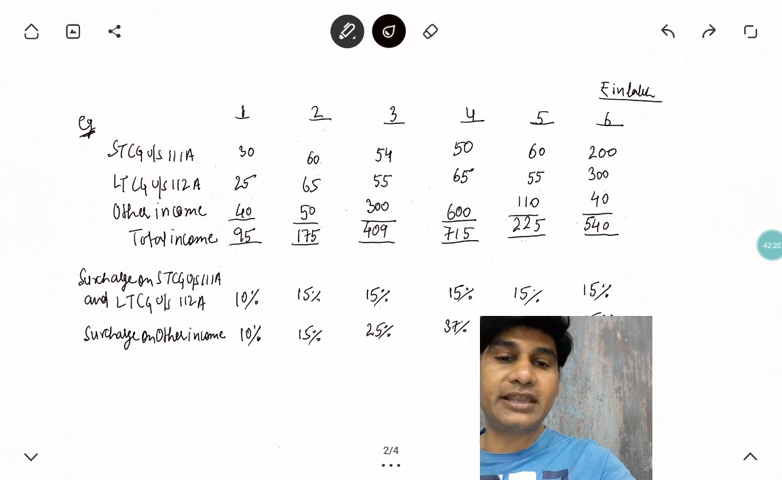 ₹ in lakh
Eg 1 2 3 4 5 6
STCG u/s 111A 30 60 54 50 60 200
LTCG u/s 112A 25 65 55 65 55 300
Other income 40 50 300 600 110 40
Total income 95 175 409 715 225 540
Surcharge on STCG u/s 111A
and LTCG u/s 112A 10% 15% 15% 15% 15% 15%
Surcharge on Other income 10% 15% 25% 37%
2/4
42:20